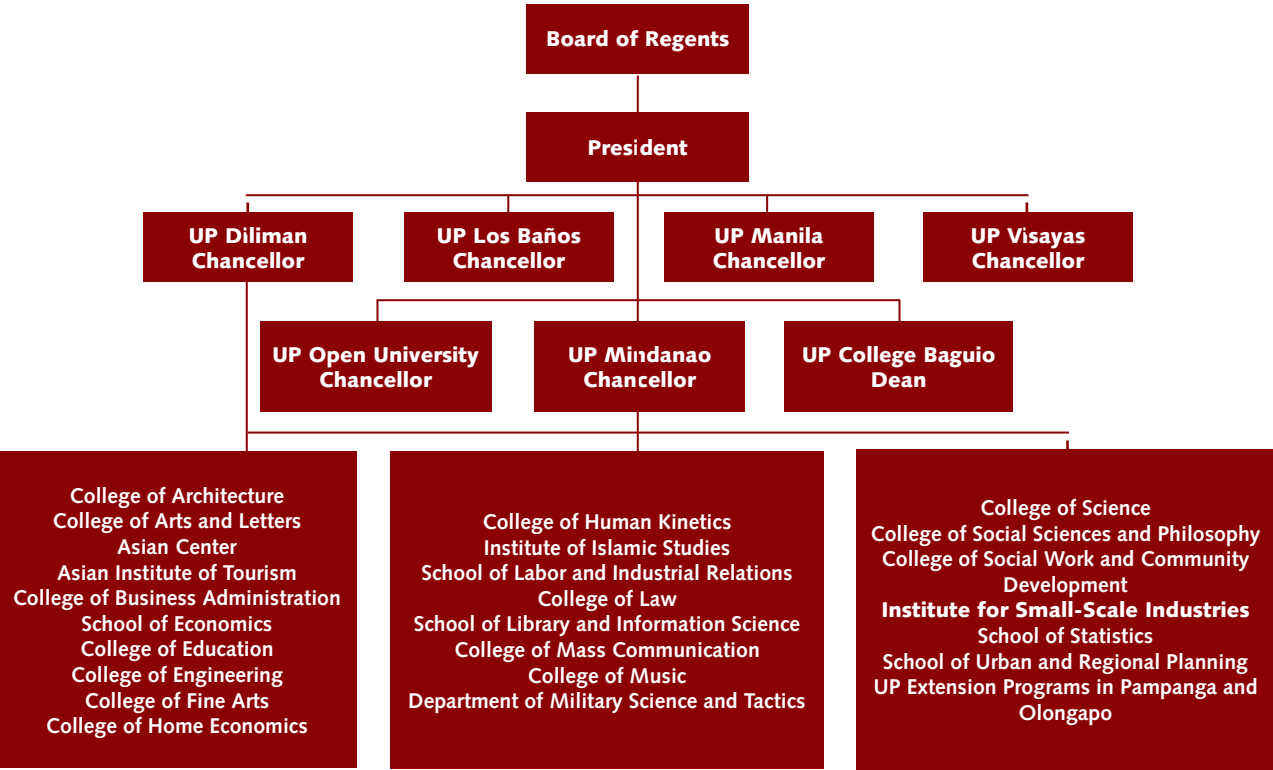 Board of Regents
President
UP Diliman
Chancellor
UP Los Baños
Chancellor
UP Manila
Chancellor
UP Visayas
Chancellor
UP Open University
Chancellor
UP Mindanao
Chancellor
UP College Baguio
Dean
College of Architecture
College of Arts and Letters
Asian Center
Asian Institute of Tourism
College of Business Administration
School of Economics
College of Education
College of Engineering
College of Fine Arts
College of Home Economics
College of Human Kinetics
Institute of Islamic Studies
School of Labor and Industrial Relations
College of Law
School of Library and Information Science
College of Mass Communication
College of Music
Department of Military Science and Tactics
College of Science
College of Social Sciences and Philosophy
College of Social Work and Community
Development
Institute for Small-Scale Industries
School of Statistics
School of Urban and Regional Planning
UP Extension Programs in Pampanga and
Olongapo